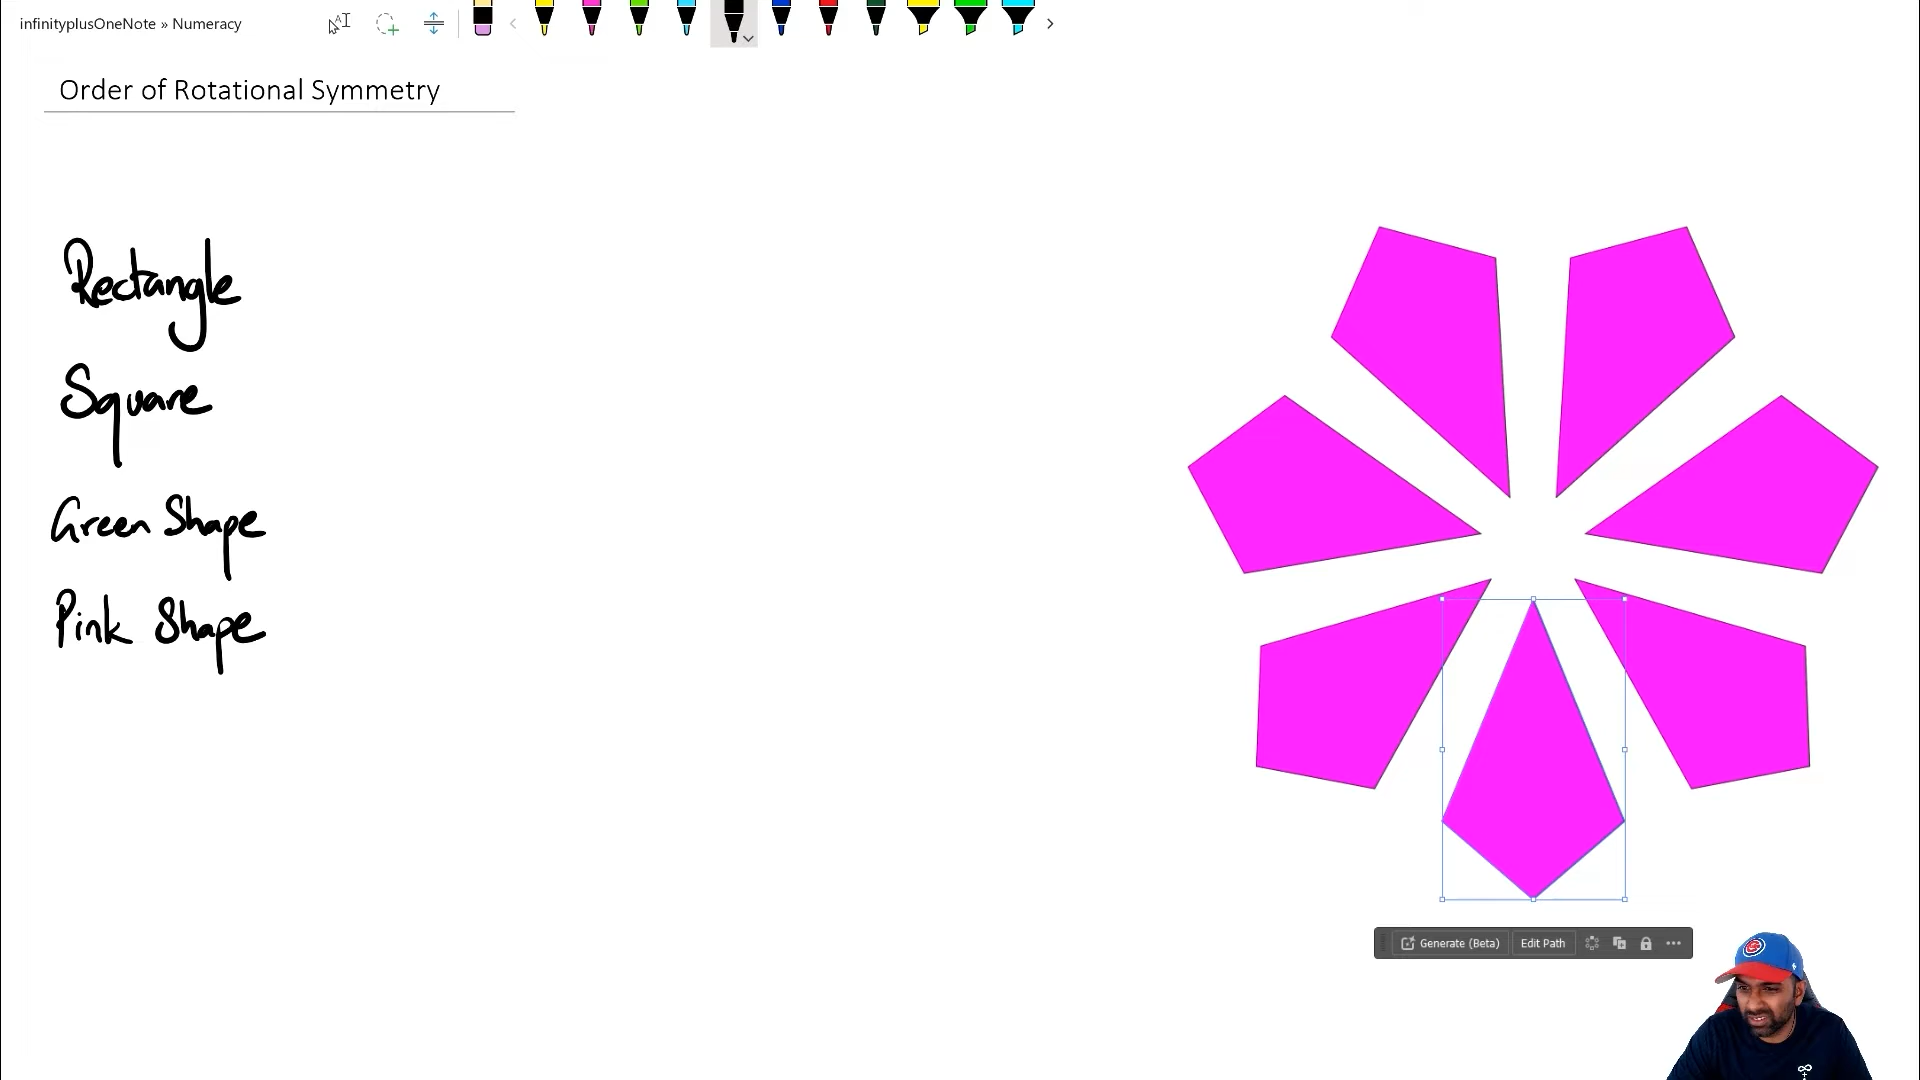 infinityplusOneNote » Numeracy
Order of Rotational Symmetry
Rectangle
Square
Green Shape
Pink Shape
Generate (Beta) Edit Path